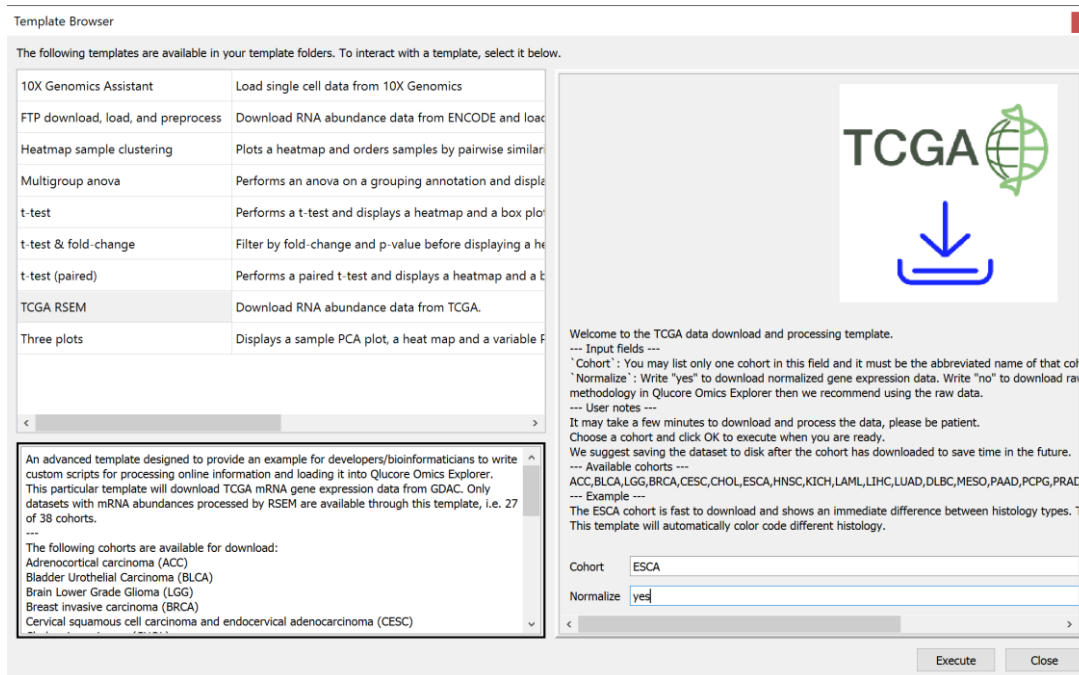 Template Browser
The following templates are available in your template folders. To interact with a template, select it below.
10X Genomics Assistant Load single cell data from 10X Genomics
FTP download, load, and preprocess Download RNA abundance data from ENCODE and load
Heatmap sample clustering Plots a heatmap and orders samples by pairwise similari
Multigroup anova Performs an anova on a grouping annotation and displa
t-test Performs a t-test and displays a heatmap and a box plot
t-test & fold-change Filter by fold-change and p-value before displaying a he
t-test (paired) Performs a paired t-test and displays a heatmap and a b
TCGA RSEM Download RNA abundance data from TCGA.
Three plots Displays a sample PCA plot, a heat map and a variable P
An advanced template designed to provide an example for developers/bioinformaticians to write
custom scripts for processing online information and loading it into Qlucore Omics Explorer.
This particular template will download TCGA mRNA gene expression data from GDAC. Only
datasets with mRNA abundances processed by RSEM are available through this template, i.e. 27
of 38 cohorts.
---
The following cohorts are available for download:
Adrenocortical carcinoma (ACC)
Bladder Urothelial Carcinoma (BLCA)
Brain Lower Grade Glioma (LGG)
Breast invasive carcinoma (BRCA)
Cervical squamous cell carcinoma and endocervical adenocarcinoma (CESC)
TCGA
Welcome to the TCGA data download and processing template.
--- Input fields ---
`Cohort`: You may list only one cohort in this field and it must be the abbreviated name of that coh
`Normalize`: Write "yes" to download normalized gene expression data. Write "no" to download rav
methodology in Qlucore Omics Explorer then we recommend using the raw data.
--- User notes ---
It may take a few minutes to download and process the data, please be patient.
Choose a cohort and click OK to execute when you are ready.
We suggest saving the dataset to disk after the cohort has downloaded to save time in the future.
--- Available cohorts ---
ACC,BLCA,LGG,BRCA,CESC,CHOL,ESCA,HNSC,KICH,LAML,LIHC,LUAD,DLBC,MESO,PAAD,PCPG,PRAD
--- Example ---
The ESCA cohort is fast to download and shows an immediate difference between histology types. T
This template will automatically color code different histology.
Cohort ESCA
Normalize yes
Execute Close